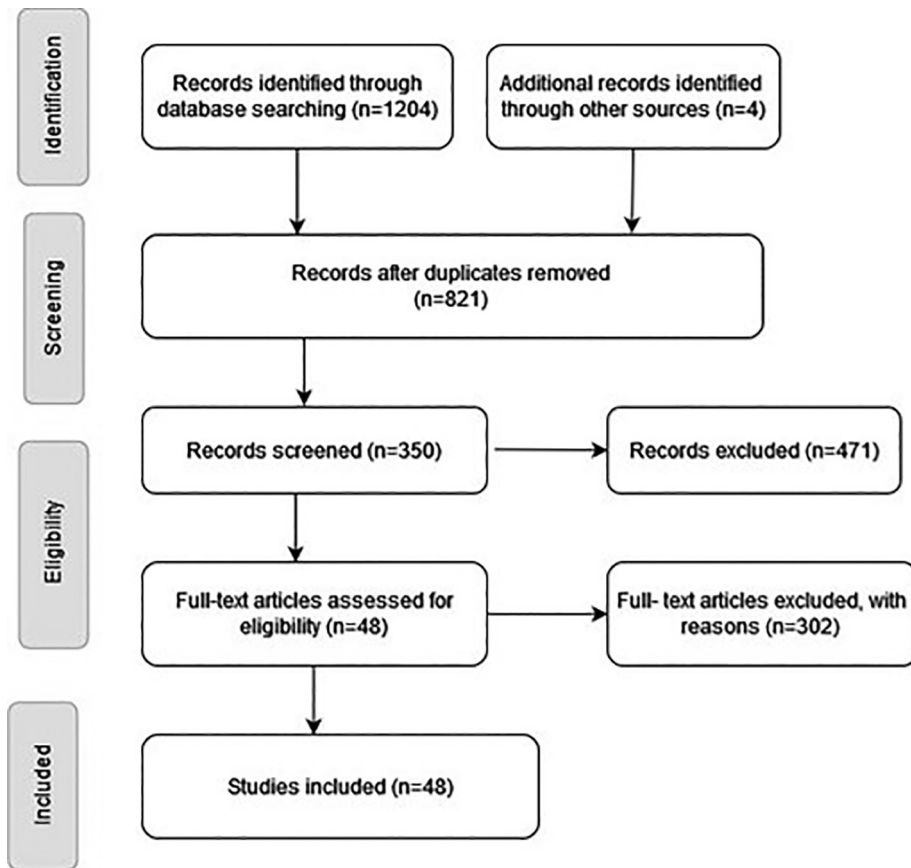 Identification
Records identified through
database searching (n=1204)
Additional records identified
through other sources (n=4)
Screening
Records after duplicates removed
(n=821)
Records screened (n=350)
Records excluded (n=471)
Eligibility
Full-text articles assessed for
eligibility (n=48)
Full- text articles excluded, with
reasons (n=302)
Included
Studies included (n=48)